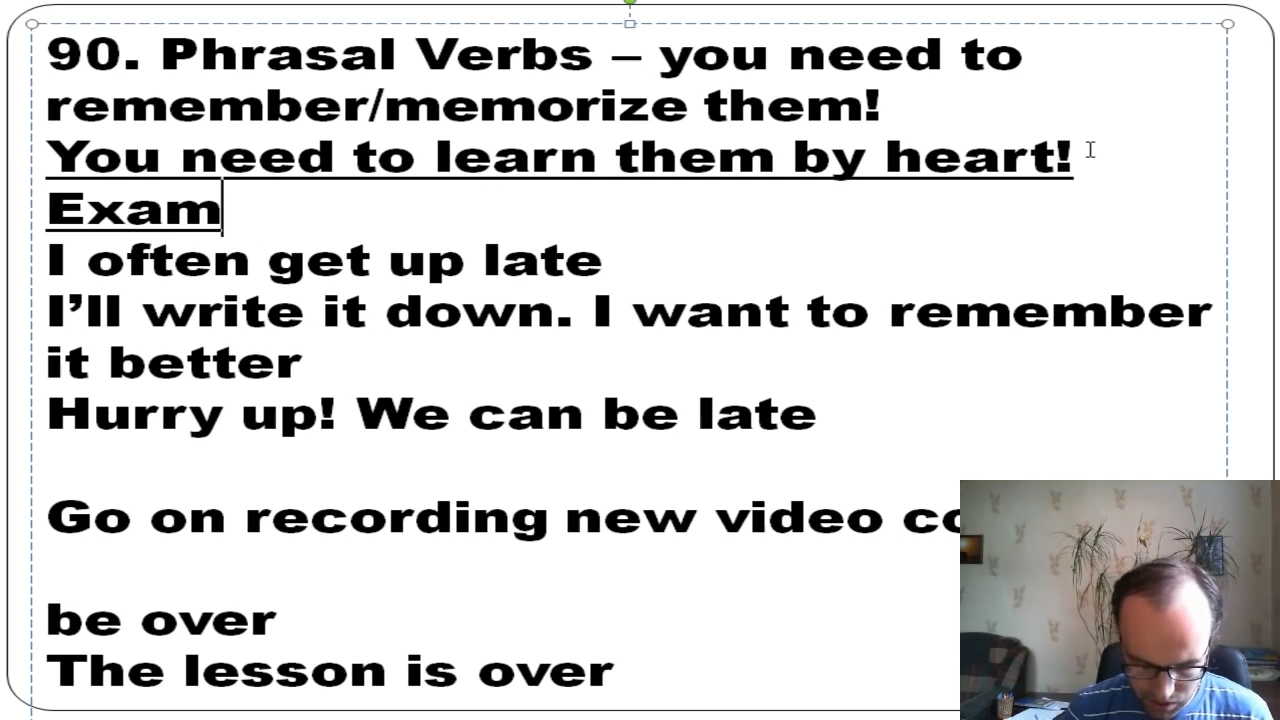 90. Phrasal Verbs – you need to
remember/memorize them!
You need to learn them by heart!
Exam
I often get up late
I’ll write it down. I want to remember
it better
Hurry up! We can be late
Go on recording new video
be over
The lesson is over